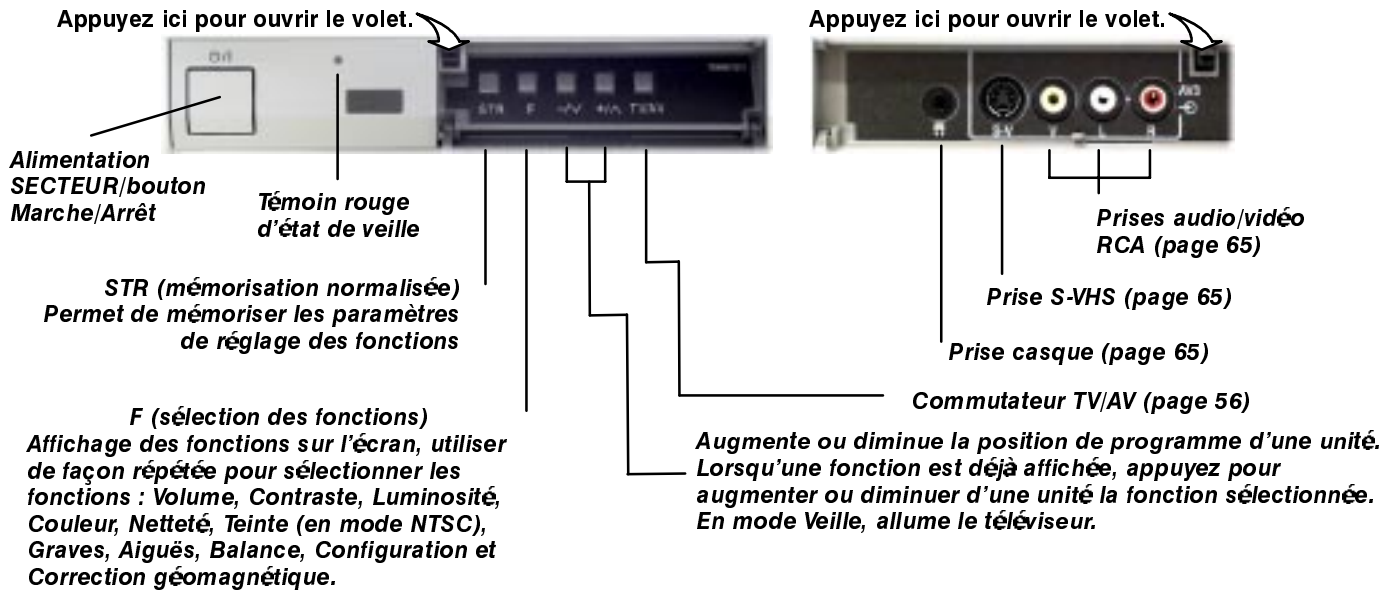 Appuyez ici pour ouvrir le volet.
Appuyez ici pour ouvrir le volet.
STR F -/V +/Λ TV/AV
S-V V L R
AV3
Alimentation
SECTEUR/bouton
Marche/Arrêt
Témoin rouge
d'état de veille
Prises audio/vidéo
RCA (page 65)
STR (mémorisation normalisée)
Permet de mémoriser les paramètres
de réglage des fonctions
Prise S-VHS (page 65)
Prise casque (page 65)
F (sélection des fonctions)
Affichage des fonctions sur l'écran, utiliser
de façon répétée pour sélectionner les
fonctions : Volume, Contraste, Luminosité,
Couleur, Netteté, Teinte (en mode NTSC),
Graves, Aiguës, Balance, Configuration et
Correction géomagnétique.
Commutateur TV/AV (page 56)
Augmente ou diminue la position de programme d'une unité.
Lorsqu'une fonction est déjà affichée, appuyez pour
augmenter ou diminuer d'une unité la fonction sélectionnée.
En mode Veille, allume le téléviseur.